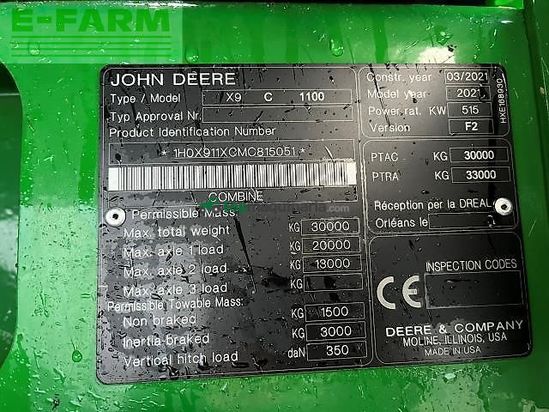 E-FARM
JOHN DEERE
Type / Model X9 C 1100
Typ Approval Nr.
Product Identification Number
* 1H0X911XCMC815051 *
COMBINE
Permissible Mass:
Max. total weight KG 30000
Max. axle 1 load KG 20000
Max. axle 2 load KG 13000
Max. axle 3 load KG
Permissible Towable Mass:
Non braked KG 1500
Inertia-braked KG 3000
Vertical hitch load daN 350
Constr. year 03/2021
Model year 2021
Power rat. KW 515
Version F2
HXE168930
PTAC KG 30000
PTRA KG 33000
Réception par la DREAL
Orléans le
INSPECTION CODES
CE
DEERE & COMPANY
MOLINE, ILLINOIS, USA
MADE IN USA